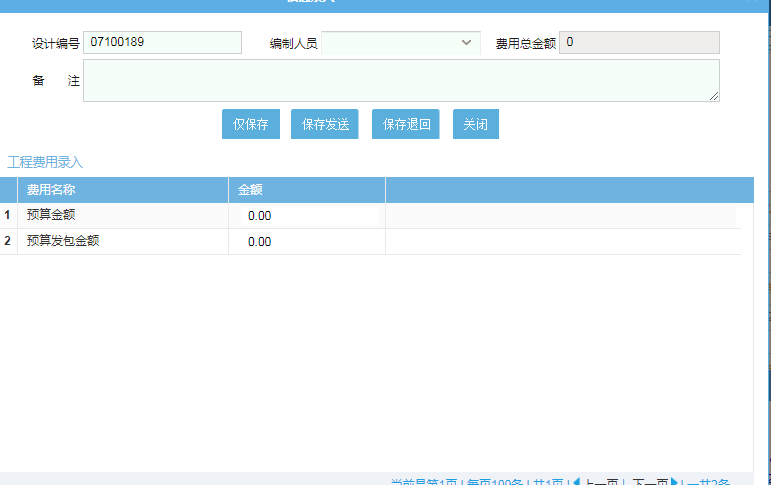 设计编号 07100189 编制人员 费用总金额 0
备 注
仅保存 保存发送 保存退回 关闭
工程费用录入
费用名称 金额
1 预算金额 0.00
2 预算发包金额 0.00
当前是第1页 | 每页100条 | 共1页 | 上一页 | 下一页 | 一共2条